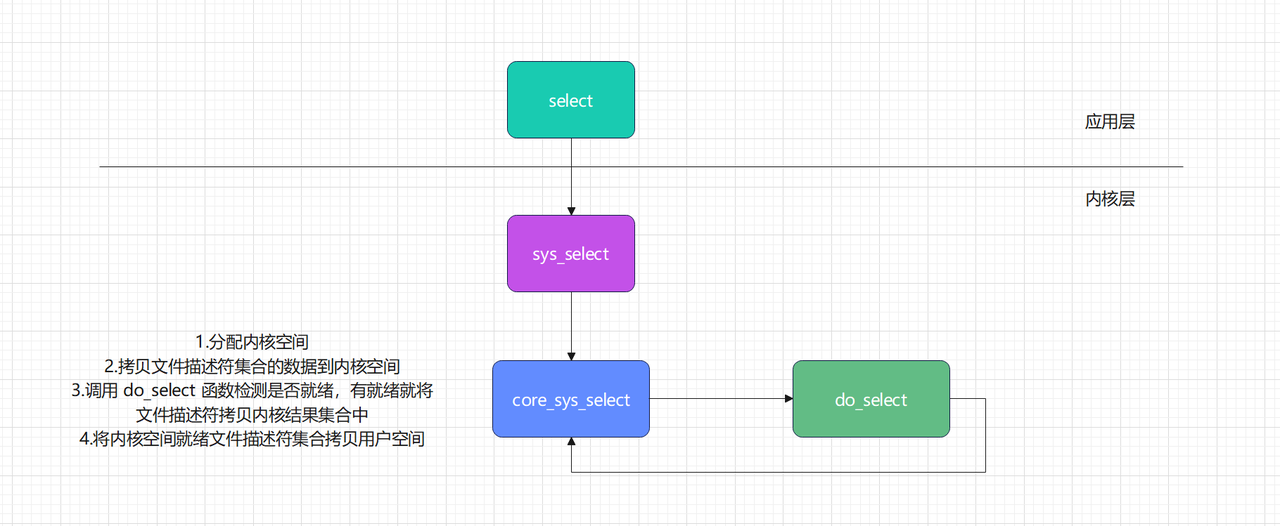 select
应用层
内核层
sys_select
1.分配内核空间
2.拷贝文件描述符集合的数据到内核空间
3.调用 do_select 函数检测是否就绪，有就绪就将
文件描述符拷贝内核结果集合中
4.将内核空间就绪文件描述符集合拷贝用户空间
core_sys_select
do_select